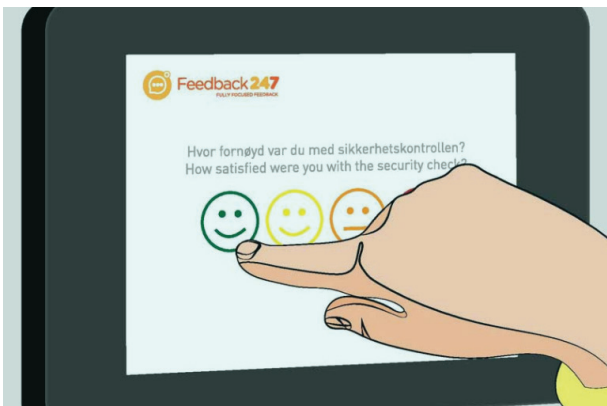 Feedback247
FULLY FOCUSED FEEDBACK
Hvor fornøyd var du med sikkerhetskontrollen?
How satisfied were you with the security check?